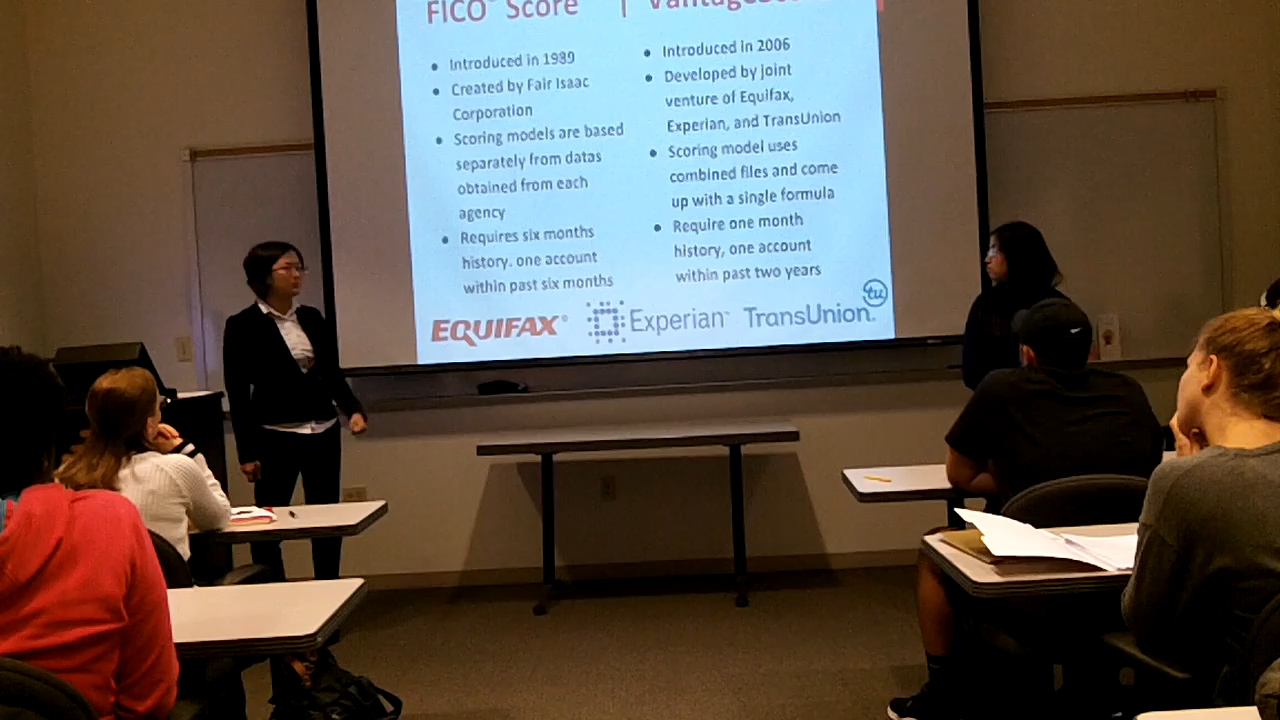 FICO® Score | VantageSc
• Introduced in 1989
• Created by Fair Isaac
Corporation
• Scoring models are based
separately from datas
obtained from each
agency
• Requires six months
history. one account
within past six months
• Introduced in 2006
• Developed by joint
venture of Equifax,
Experian, and TransUnion
• Scoring model uses
combined files and come
up with a single formula
• Require one month
history, one account
within past two years
EQUIFAX®
Experian™
TransUnion.
tu